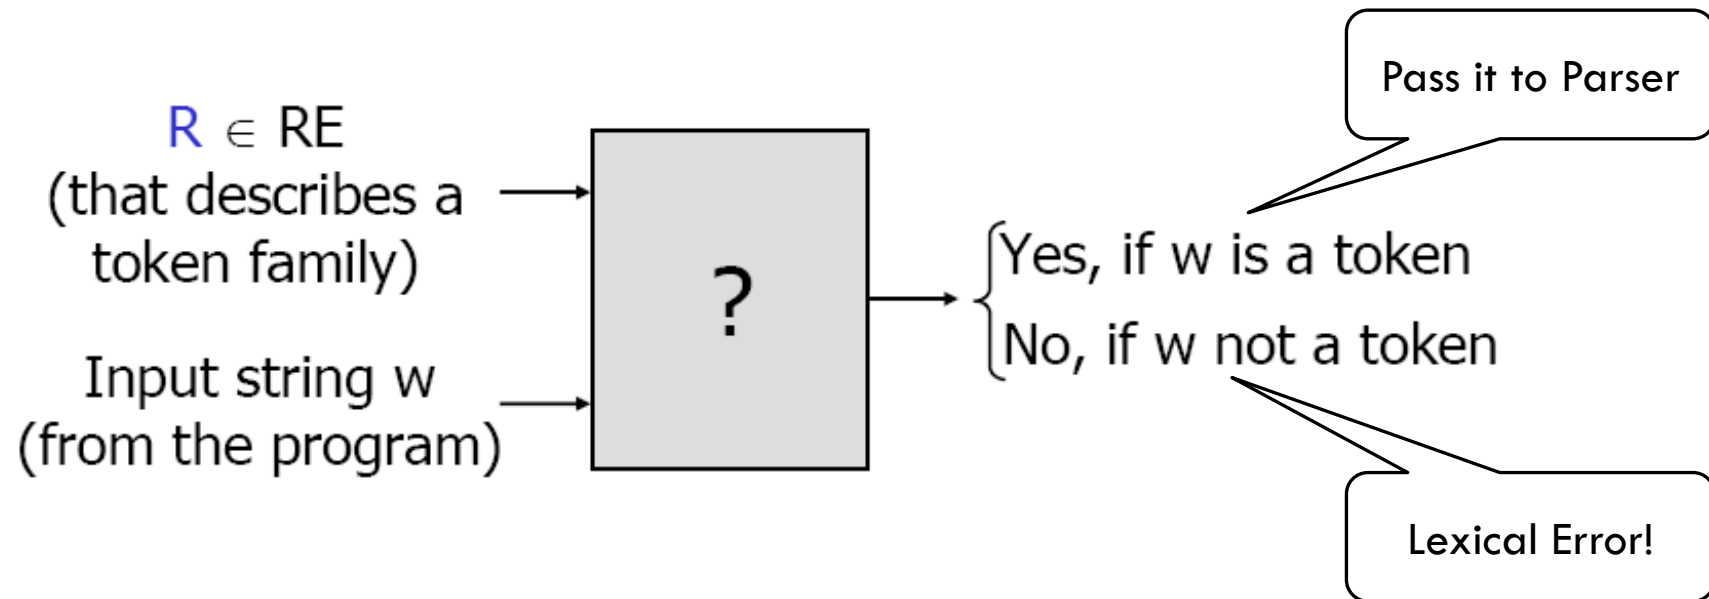 R ∈ RE
(that describes a
token family)
Input string w
(from the program)
?
Pass it to Parser
Yes, if w is a token
No, if w not a token
Lexical Error!